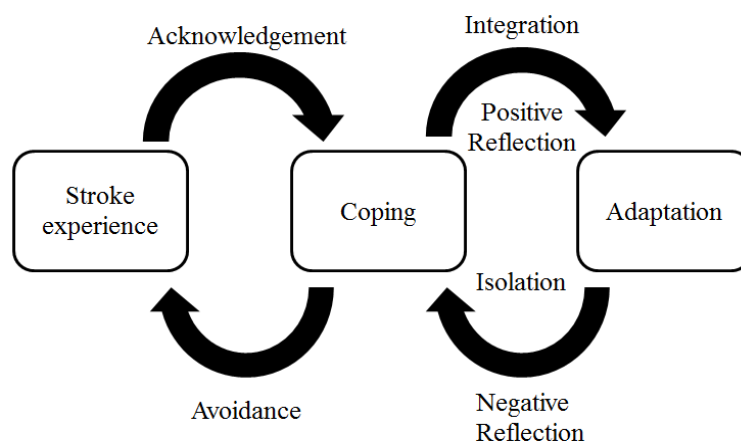 Acknowledgement
Integration
Positive
Reflection
Stroke
experience
Coping
Adaptation
Isolation
Avoidance
Negative
Reflection